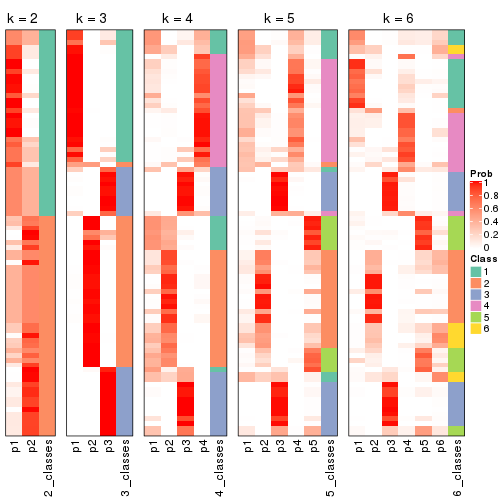 k = 2
k = 3
k = 4
k = 5
k = 6
Prob
1
0.8
0.6
0.4
0.2
0
Class
1
2
3
4
5
6
p1
p2
2_classes
p1
p2
p3
3_classes
p1
p2
p3
p4
4_classes
p1
p2
p3
p4
p5
5_classes
p1
p2
p3
p4
p5
p6
6_classes